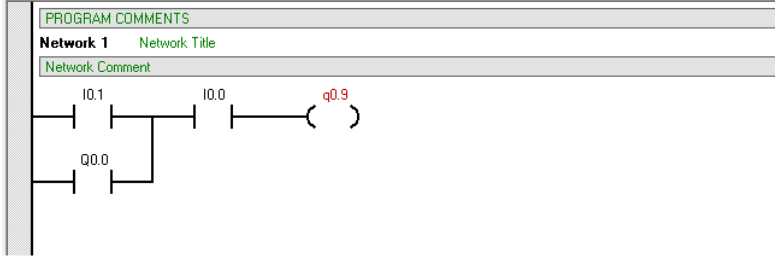 PROGRAM COMMENTS
Network 1 Network Title
Network Comment
I0.1 I0.0 q0.9
Q0.0